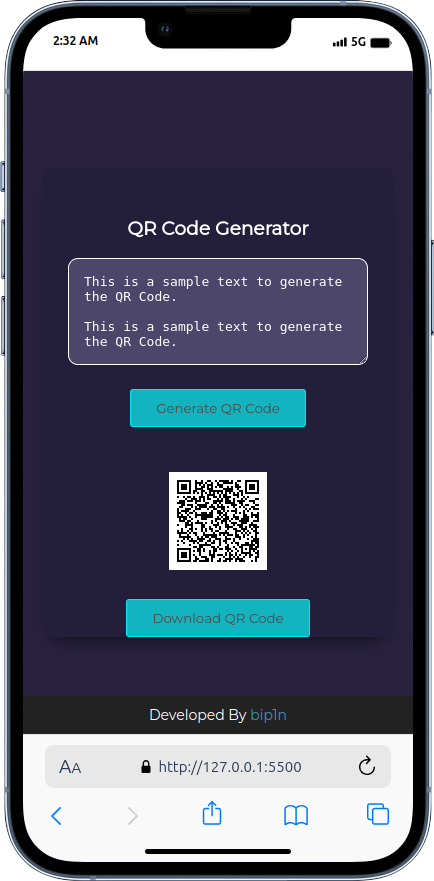 2:32 AM
5G
QR Code Generator
This is a sample text to generate
the QR Code.
This is a sample text to generate
the QR Code.
Generate QR Code
Download QR Code
Developed By bip1n
AA
http://127.0.0.1:5500